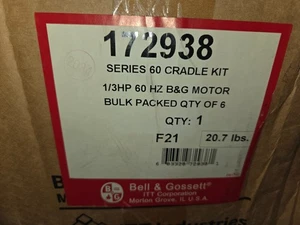 172938
SERIES 60 CRADLE KIT
1/3HP 60 HZ B&G MOTOR
BULK PACKED QTY OF 6
QTY: 1
F21 20.7 lbs.
B&G
Bell & Gossett®
ITT Corporation
Morton Grove, IL U.S.A.